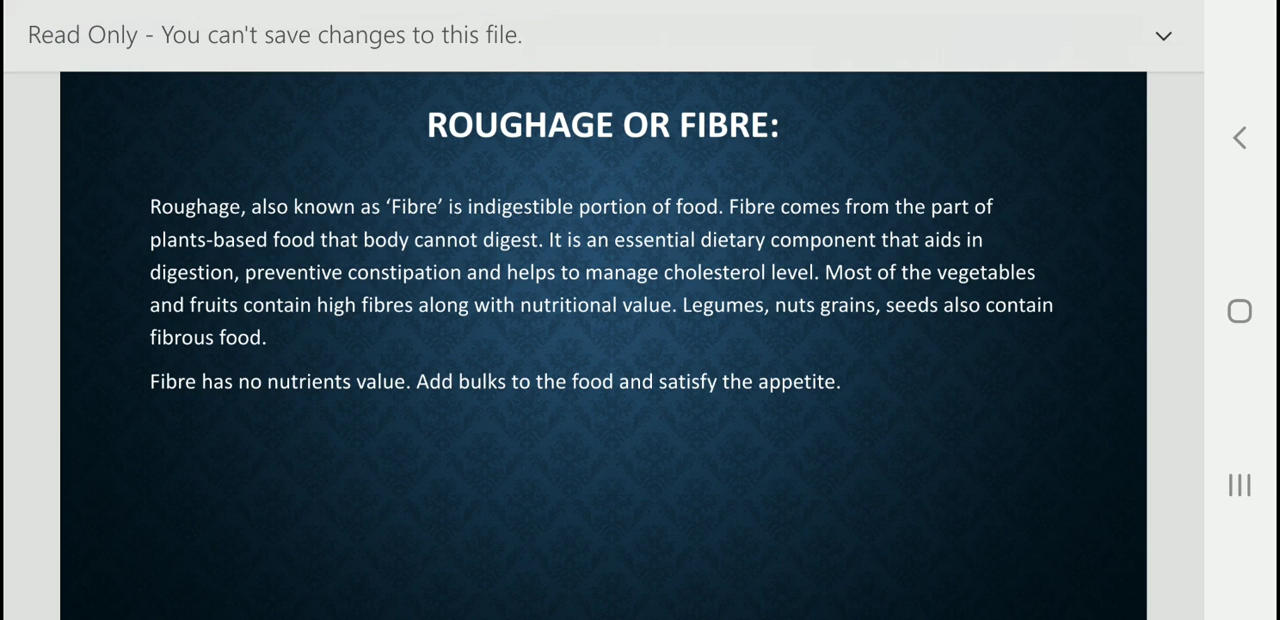 Read Only - You can't save changes to this file.
ROUGHAGE OR FIBRE:
Roughage, also known as ‘Fibre’ is indigestible portion of food. Fibre comes from the part of
plants-based food that body cannot digest. It is an essential dietary component that aids in
digestion, preventive constipation and helps to manage cholesterol level. Most of the vegetables
and fruits contain high fibres along with nutritional value. Legumes, nuts grains, seeds also contain
fibrous food.
Fibre has no nutrients value. Add bulks to the food and satisfy the appetite.